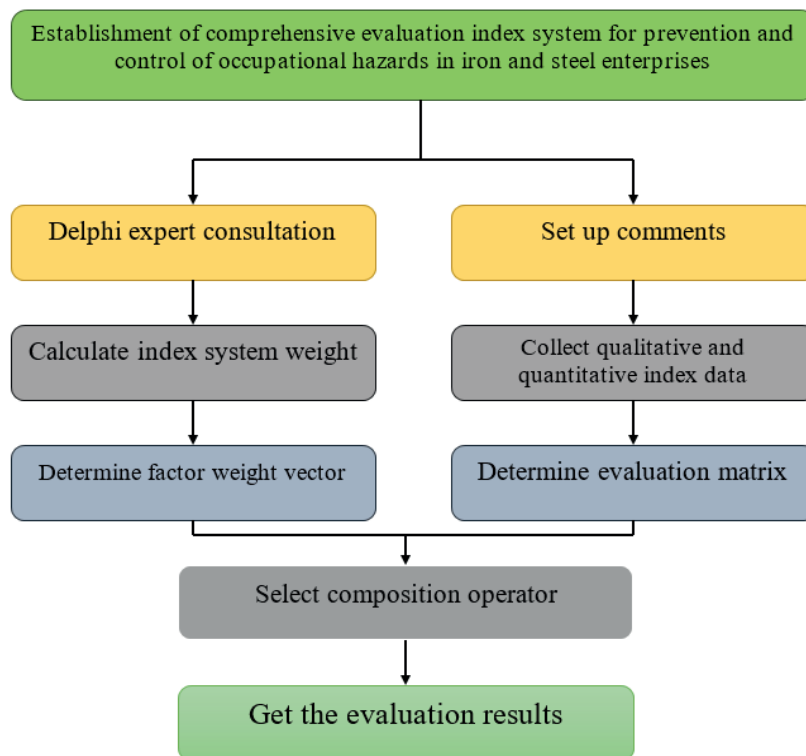 Establishment of comprehensive evaluation index system for prevention and
control of occupational hazards in iron and steel enterprises
Delphi expert consultation
Set up comments
Calculate index system weight
Collect qualitative and
quantitative index data
Determine factor weight vector
Determine evaluation matrix
Select composition operator
Get the evaluation results